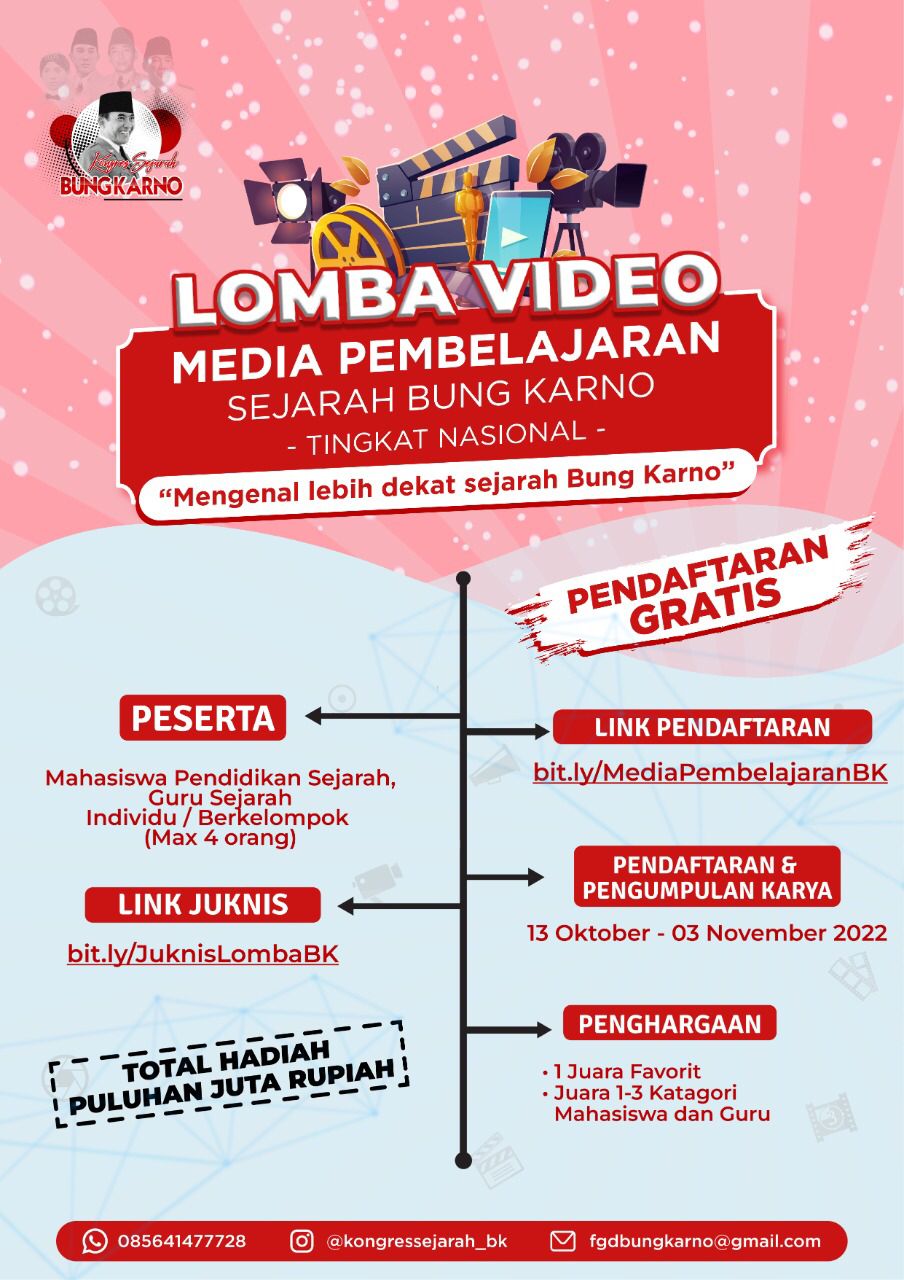 Kongres Sejarah
BUNG KARNO
LOMBA VIDEO
MEDIA PEMBELAJARAN
SEJARAH BUNG KARNO
- TINGKAT NASIONAL -
“Mengenal lebih dekat sejarah Bung Karno”
PENDAFTARAN
GRATIS
PESERTA
Mahasiswa Pendidikan Sejarah,
Guru Sejarah
Individu / Berkelompok
(Max 4 orang)
LINK PENDAFTARAN
bit.ly/MediaPembelajaranBK
LINK JUKNIS
bit.ly/JuknisLombaBK
PENDAFTARAN &
PENGUMPULAN KARYA
13 Oktober - 03 November 2022
PENGHARGAAN
• 1 Juara Favorit
• Juara 1-3 Katagori
Mahasiswa dan Guru
TOTAL HADIAH
PULUHAN JUTA RUPIAH
085641477728
@kongressejarah_bk
fgdbungkarno@gmail.com